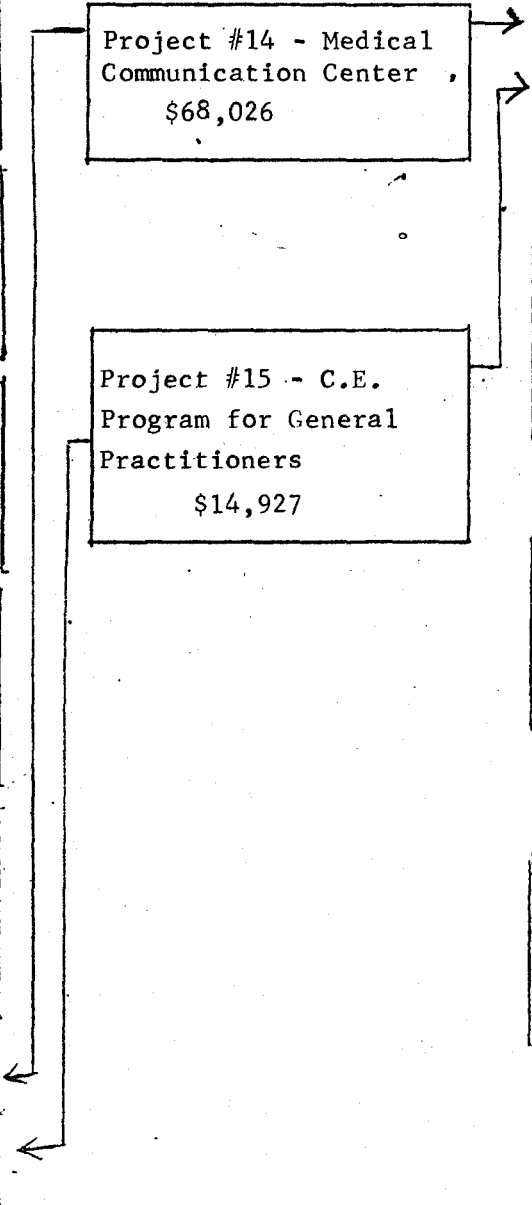 Project #14 - Medical
Communication Center
$68,026
Project #15 - C.E.
Program for General
Practitioners
$14,927